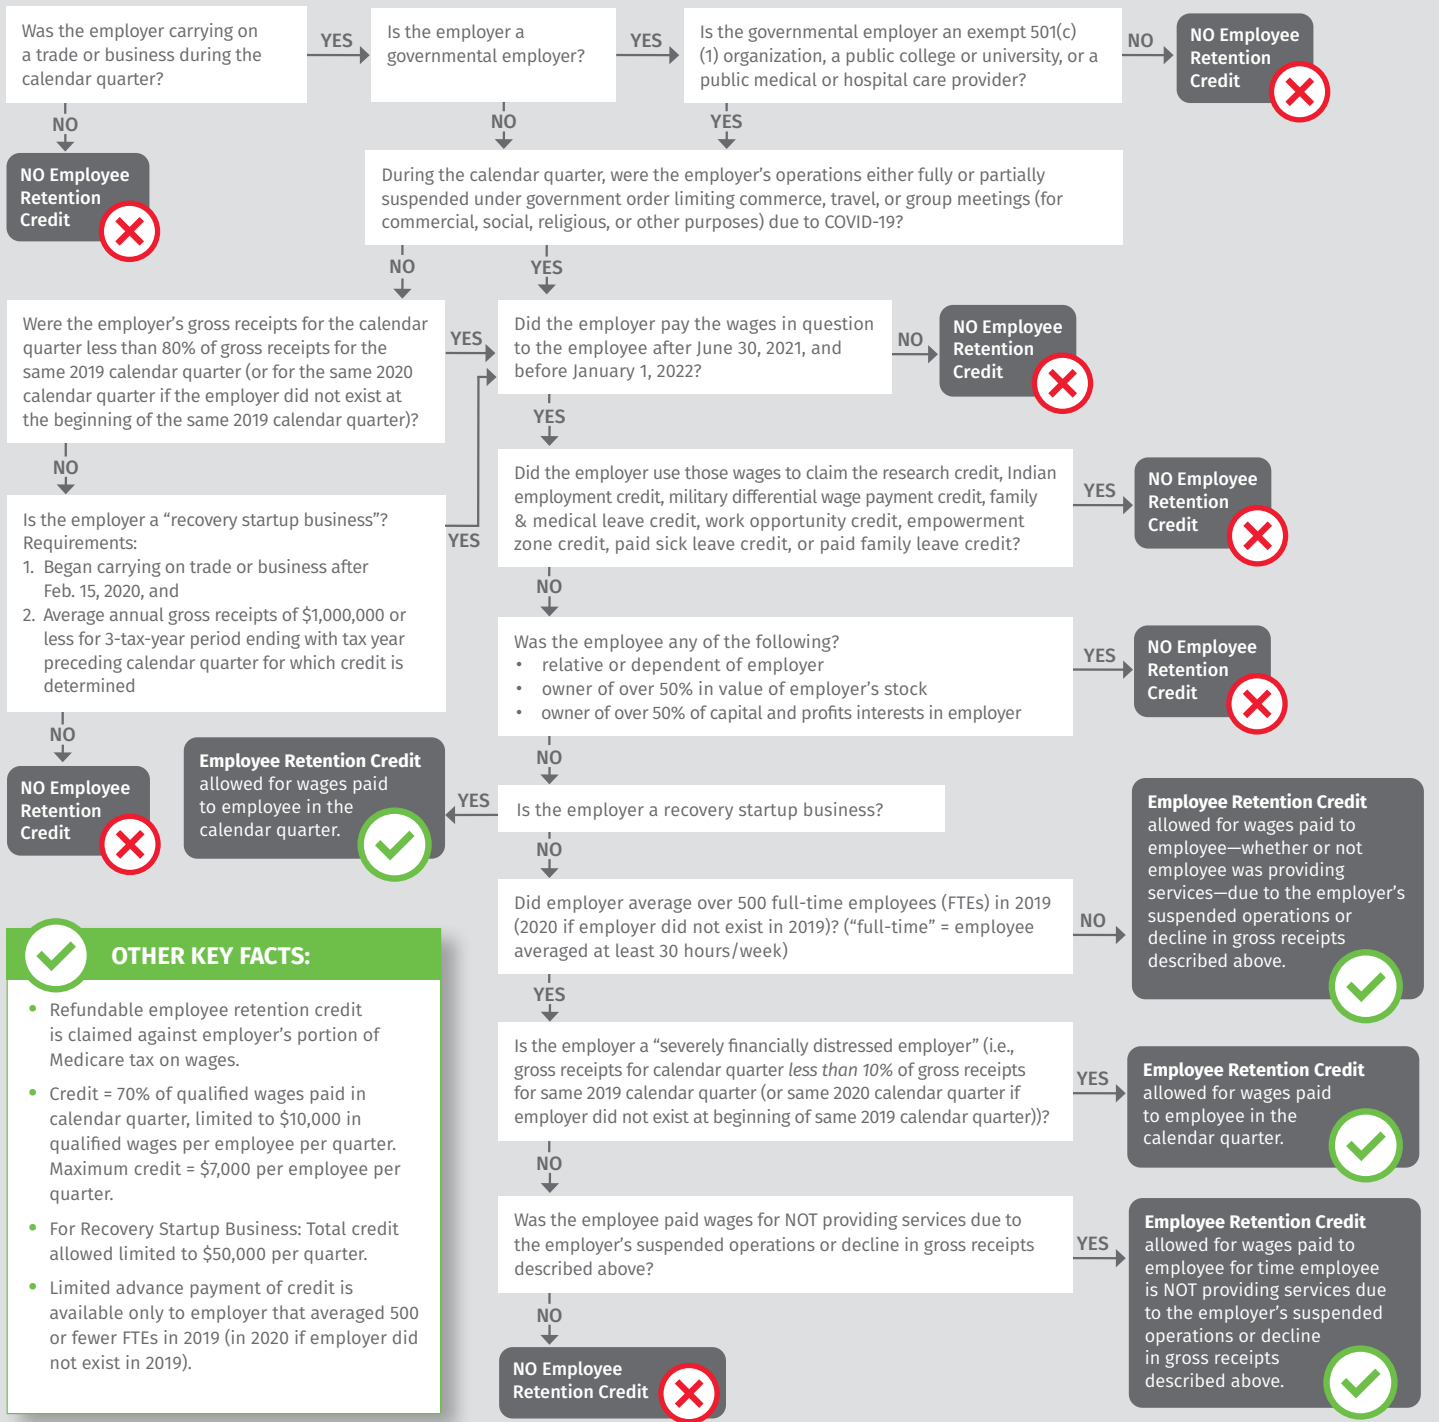 Was the employer carrying on
a trade or business during the
calendar quarter?
YES
Is the employer a
governmental employer?
YES
Is the governmental employer an exempt 501(c)
(1) organization, a public college or university, or a
public medical or hospital care provider?
NO
NO Employee
Retention
Credit
NO
NO
YES
NO Employee
Retention
Credit
During the calendar quarter, were the employer's operations either fully or partially
suspended under government order limiting commerce, travel, or group meetings (for
commercial, social, religious, or other purposes) due to COVID-19?
NO
YES
Were the employer's gross receipts for the calendar
quarter less than 80% of gross receipts for the
same 2019 calendar quarter (or for the same 2020
calendar quarter if the employer did not exist at
the beginning of the same 2019 calendar quarter)?
YES
Did the employer pay the wages in question
to the employee after June 30, 2021, and
before January 1, 2022?
NO
NO Employee
Retention
Credit
YES
NO
Is the employer a “recovery startup business”?
Requirements:
1. Began carrying on trade or business after
Feb. 15, 2020, and
2. Average annual gross receipts of $1,000,000 or
less for 3-tax-year period ending with tax year
preceding calendar quarter for which credit is
determined
YES
Did the employer use those wages to claim the research credit, Indian
employment credit, military differential wage payment credit, family
& medical leave credit, work opportunity credit, empowerment
zone credit, paid sick leave credit, or paid family leave credit?
YES
NO Employee
Retention
Credit
NO
Was the employee any of the following?
• relative or dependent of employer
• owner of over 50% in value of employer's stock
• owner of over 50% of capital and profits interests in employer
YES
NO Employee
Retention
Credit
NO
NO
NO Employee
Retention
Credit
Employee Retention Credit
allowed for wages paid
to employee in the
calendar quarter.
YES
Is the employer a recovery startup business?
NO
Did employer average over 500 full-time employees (FTEs) in 2019
(2020 if employer did not exist in 2019)? (“full-time” = employee
averaged at least 30 hours/week)
NO
Employee Retention Credit
allowed for wages paid to
employee—whether or not
employee was providing
services—due to the employer's
suspended operations or
decline in gross receipts
described above.
YES
Is the employer a “severely financially distressed employer” (i.e.,
gross receipts for calendar quarter less than 10% of gross receipts
for same 2019 calendar quarter (or same 2020 calendar quarter if
employer did not exist at beginning of same 2019 calendar quarter))?
YES
Employee Retention Credit
allowed for wages paid
to employee in the
calendar quarter.
NO
Was the employee paid wages for NOT providing services due to
the employer's suspended operations or decline in gross receipts
described above?
YES
Employee Retention Credit
allowed for wages paid to
employee for time employee
is NOT providing services due
to the employer's suspended
operations or decline
in gross receipts
described above.
NO
NO Employee
Retention Credit
OTHER KEY FACTS:
• Refundable employee retention credit
is claimed against employer's portion of
Medicare tax on wages.
• Credit = 70% of qualified wages paid in
calendar quarter, limited to $10,000 in
qualified wages per employee per quarter.
Maximum credit = $7,000 per employee per
quarter.
• For Recovery Startup Business: Total credit
allowed limited to $50,000 per quarter.
• Limited advance payment of credit is
available only to employer that averaged 500
or fewer FTEs in 2019 (in 2020 if employer did
not exist in 2019).